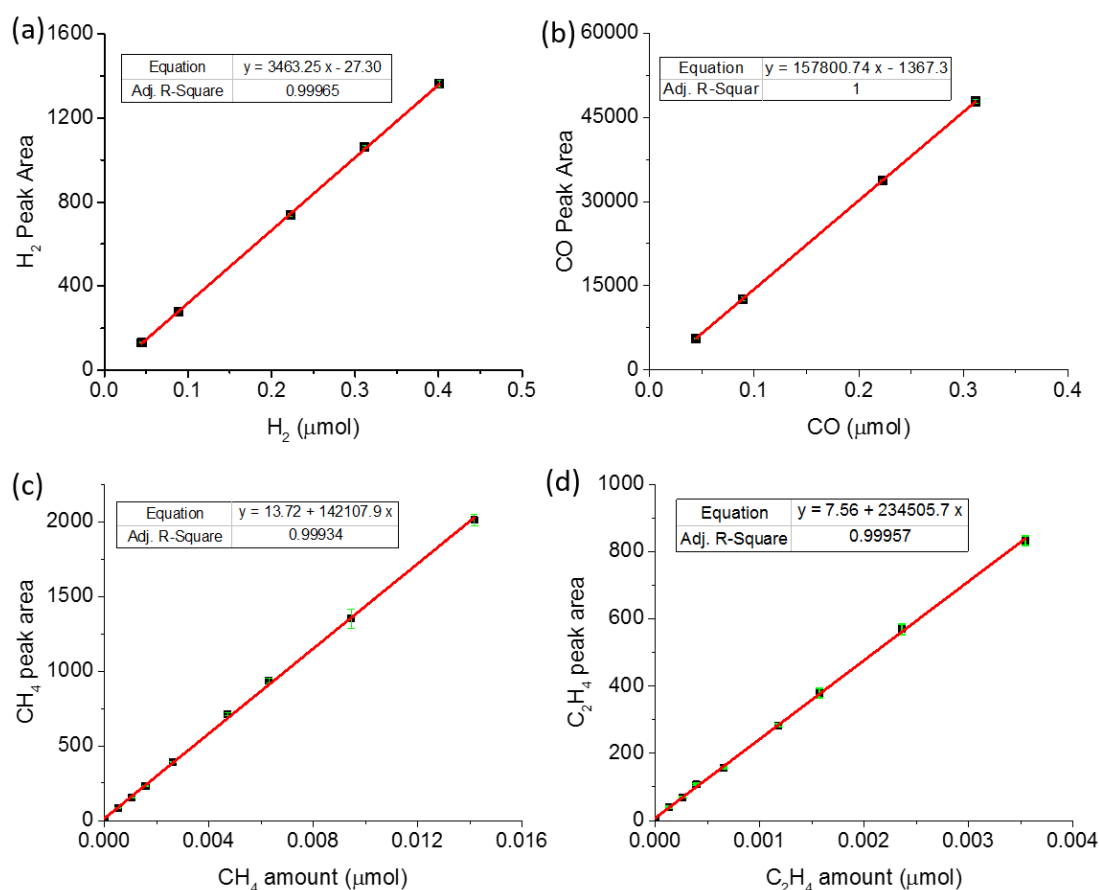 (a)
1600
1200
800
400
0
H₂ Peak Area
Equation y = 3463.25 x - 27.30
Adj. R-Square 0.99965
0.0 0.1 0.2 0.3 0.4 0.5
H₂ (μmol)
(b)
60000
45000
30000
15000
0
CO Peak Area
Equation y = 157800.74 x - 1367.3
Adj. R-Squar 1
0.0 0.1 0.2 0.3 0.4
CO (μmol)
(c)
2000
1500
1000
500
0
CH₄ peak area
Equation y = 13.72 + 142107.9 x
Adj. R-Square 0.99934
0.000 0.004 0.008 0.012 0.016
CH₄ amount (μmol)
(d)
1000
800
600
400
200
0
C₂H₄ peak area
Equation y = 7.56 + 234505.7 x
Adj. R-Square 0.99957
0.000 0.001 0.002 0.003 0.004
C₂H₄ amount (μmol)